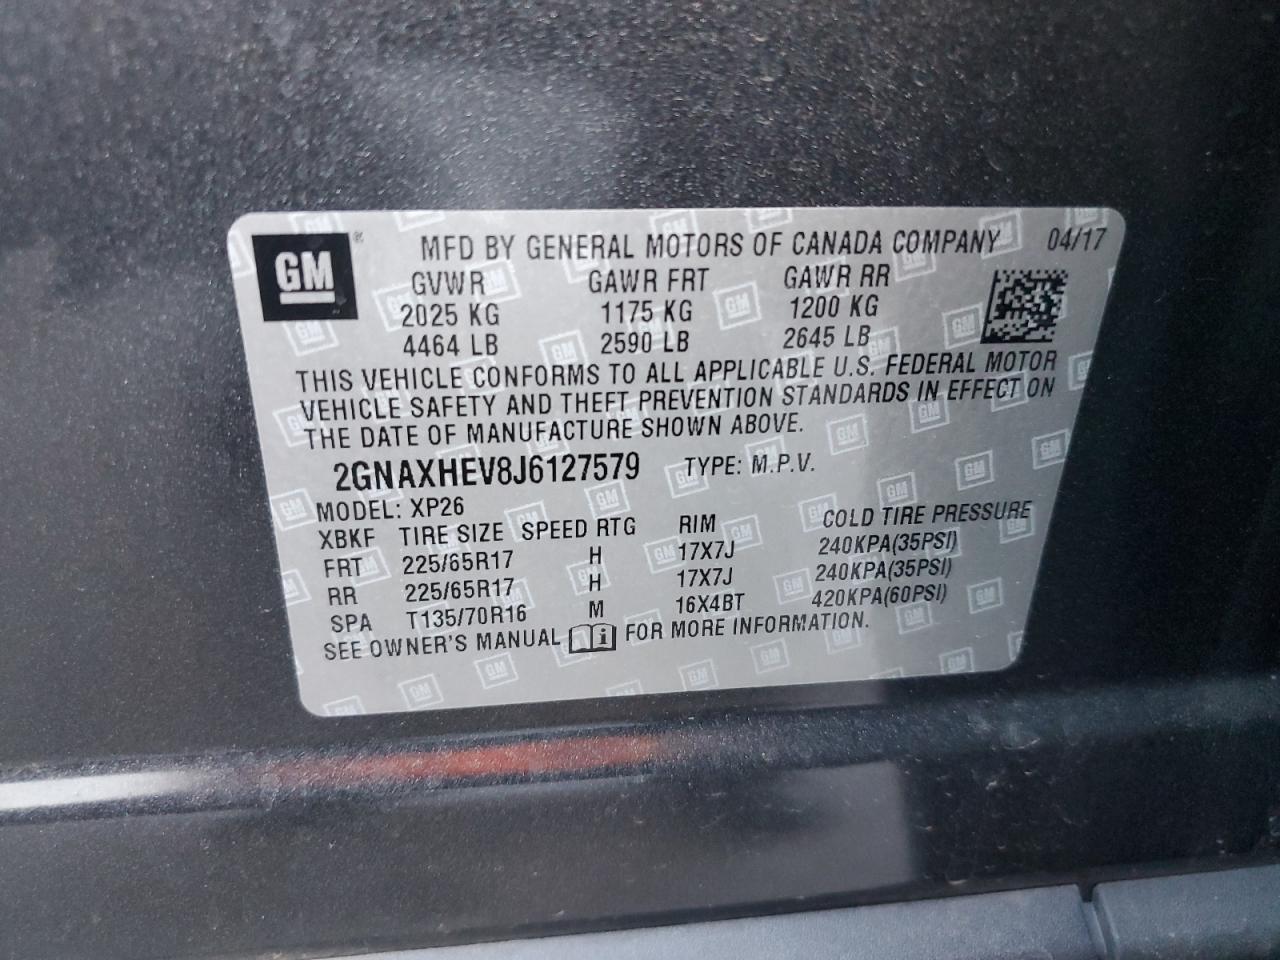 GM ® MFD BY GENERAL MOTORS OF CANADA COMPANY 04/17
GVWR GAWR FRT GAWR RR
2025 KG 1175 KG 1200 KG
4464 LB 2590 LB 2645 LB
THIS VEHICLE CONFORMS TO ALL APPLICABLE U.S. FEDERAL MOTOR
VEHICLE SAFETY AND THEFT PREVENTION STANDARDS IN EFFECT ON
THE DATE OF MANUFACTURE SHOWN ABOVE.
2GNAXHEV8J6127579 TYPE: M.P.V.
MODEL: XP26
XBKF TIRE SIZE SPEED RTG RIM COLD TIRE PRESSURE
FRT 225/65R17 H 17X7J 240KPA(35PSI)
RR 225/65R17 H 17X7J 240KPA(35PSI)
SPA T135/70R16 M 16X4BT 420KPA(60PSI)
SEE OWNER'S MANUAL i FOR MORE INFORMATION.